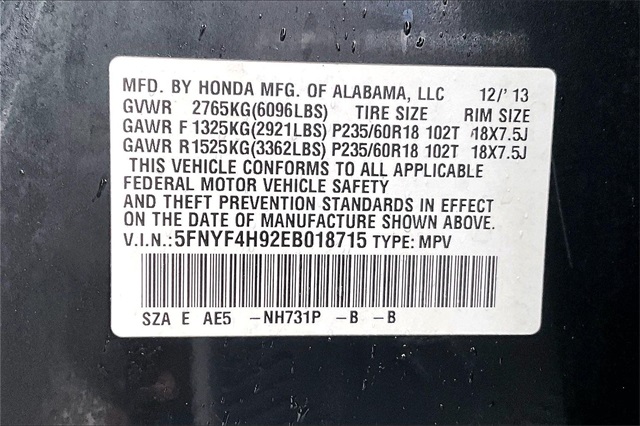 MFD. BY HONDA MFG. OF ALABAMA, LLC 12/'13
GVWR 2765KG(6096LBS) TIRE SIZE RIM SIZE
GAWR F 1325KG(2921LBS) P235/60R18 102T 18X7.5J
GAWR R1525KG(3362LBS) P235/60R18 102T 18X7.5J
THIS VEHICLE CONFORMS TO ALL APPLICABLE
FEDERAL MOTOR VEHICLE SAFETY
AND THEFT PREVENTION STANDARDS IN EFFECT
ON THE DATE OF MANUFACTURE SHOWN ABOVE.
V.I.N.:5FNYF4H92EB018715 TYPE: MPV
SZA E AE5 -NH731P -B -B